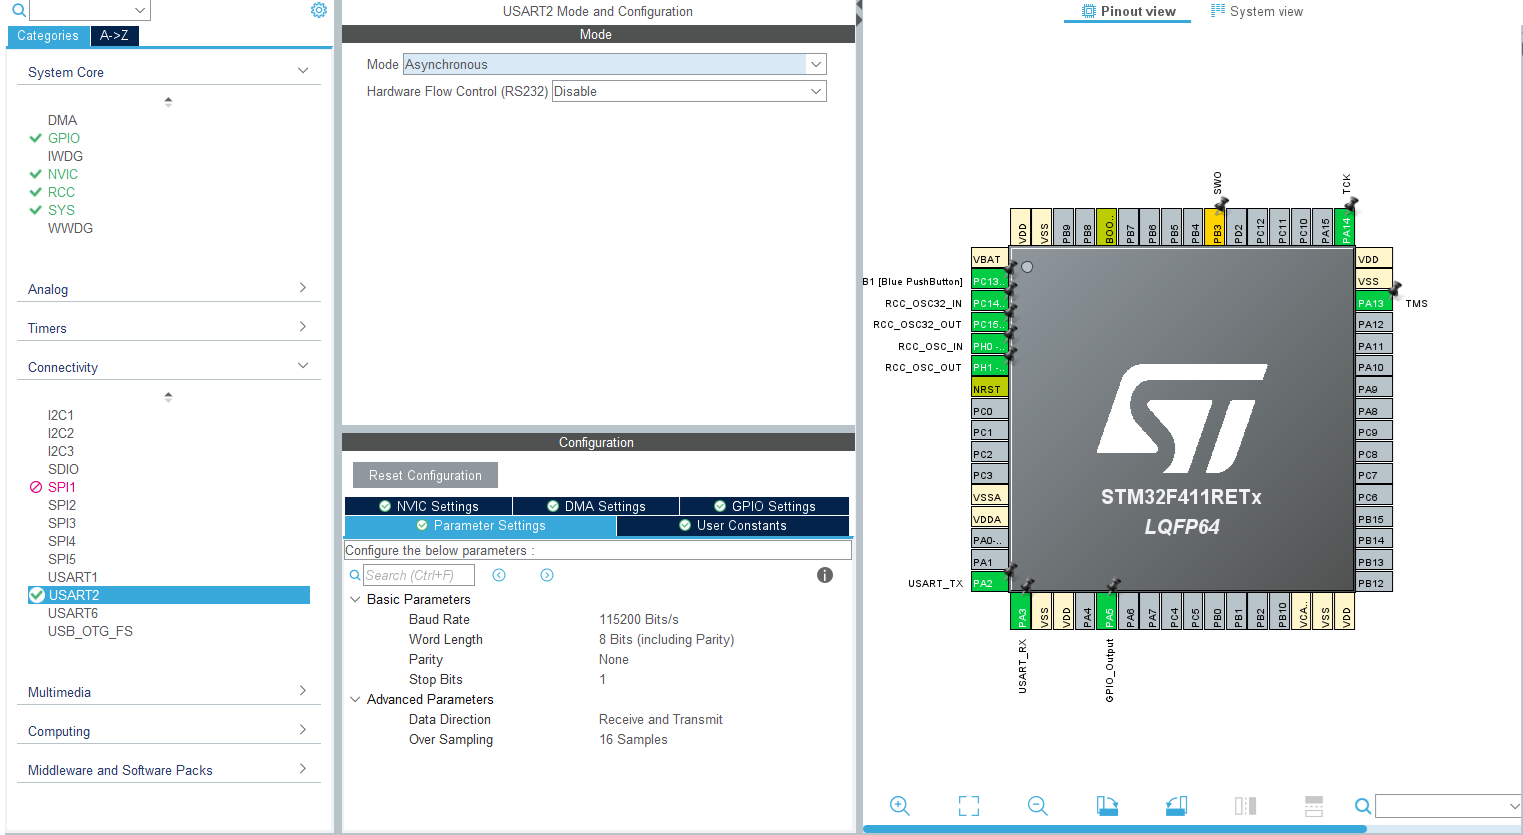 Categories
A->Z
System Core
DMA
GPIO
IWDG
NVIC
RCC
SYS
WWDG
Analog
Timers
Connectivity
I2C1
I2C2
I2C3
SDIO
SPI1
SPI2
SPI3
SPI4
SPI5
USART1
USART2
USART6
USB_OTG_FS
Multimedia
Computing
Middleware and Software Packs
USART2 Mode and Configuration
Mode
Mode Asynchronous
Hardware Flow Control (RS232) Disable
Configuration
Reset Configuration
NVIC Settings DMA Settings GPIO Settings
Parameter Settings User Constants
Configure the below parameters :
Search (Ctrl+F)
Basic Parameters
Baud Rate 115200 Bits/s
Word Length 8 Bits (including Parity)
Parity None
Stop Bits 1
Advanced Parameters
Data Direction Receive and Transmit
Over Sampling 16 Samples
Pinout view System view
SWO TCK
VDD VSS PB9 PB8 BOO.. PB7 PB6 PB5 PB4 PB3 PD2 PC12 PC11 PC10 PA15 PA14
VBAT
B1 [Blue PushButton] PC13..
RCC_OSC32_IN PC14..
RCC_OSC32_OUT PC15..
RCC_OSC_IN PH0 -..
RCC_OSC_OUT PH1 -..
NRST
PC0
PC1
PC2
PC3
VSSA
VDDA
PA0-..
PA1
USART_TX PA2
ST
STM32F411RETx
LQFP64
VDD
VSS
PA13 TMS
PA12
PA11
PA10
PA9
PA8
PC9
PC8
PC7
PC6
PB15
PB14
PB13
PB12
PA3 VSS VDD PA4 PA5 PA6 PA7 PC4 PC5 PB0 PB1 PB2 PB10 VCA.. VSS VDD
USART_RX GPIO_Output